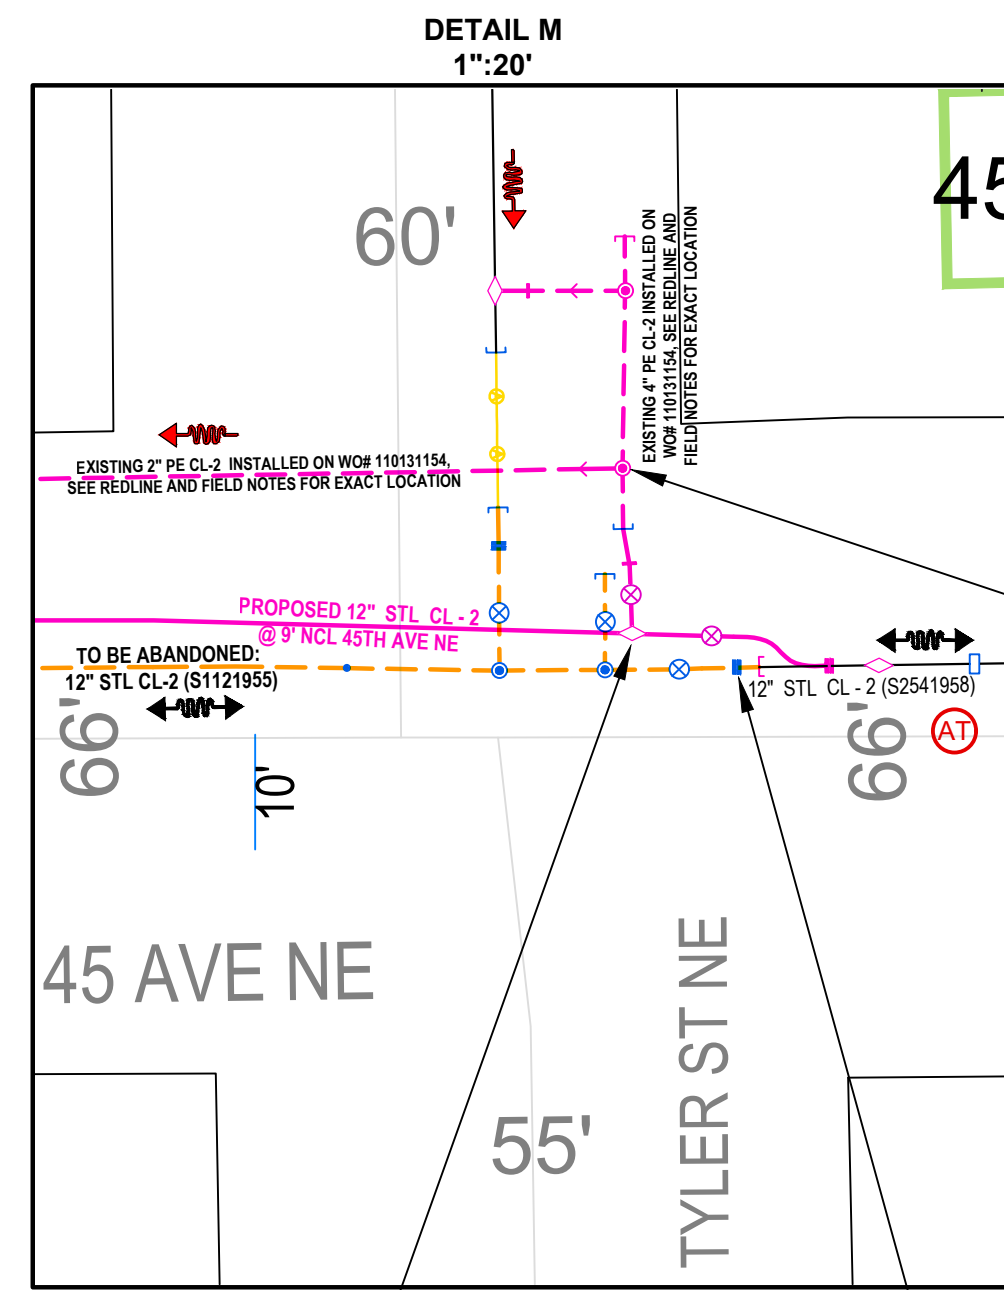 DETAIL M
1":20'
45
60'
EXISTING 4" PE CL-2 INSTALLED ON
WO# 110131154, SEE REDLINE AND
FIELD NOTES FOR EXACT LOCATION
EXISTING 2" PE CL-2 INSTALLED ON WO# 110131154,
SEE REDLINE AND FIELD NOTES FOR EXACT LOCATION
PROPOSED 12" STL CL - 2
@ 9' NCL 45TH AVE NE
TO BE ABANDONED:
12" STL CL-2 (S1121955)
12" STL CL - 2 (S2541958)
66'
66'
AT
10'
45 AVE NE
TYLER ST NE
55'